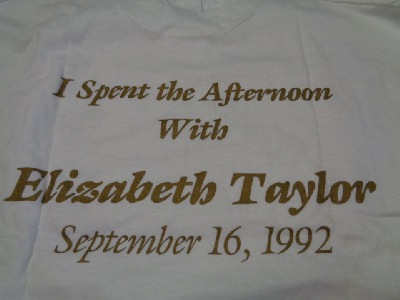 I Spent the Afternoon
With
Elizabeth Taylor
September 16, 1992